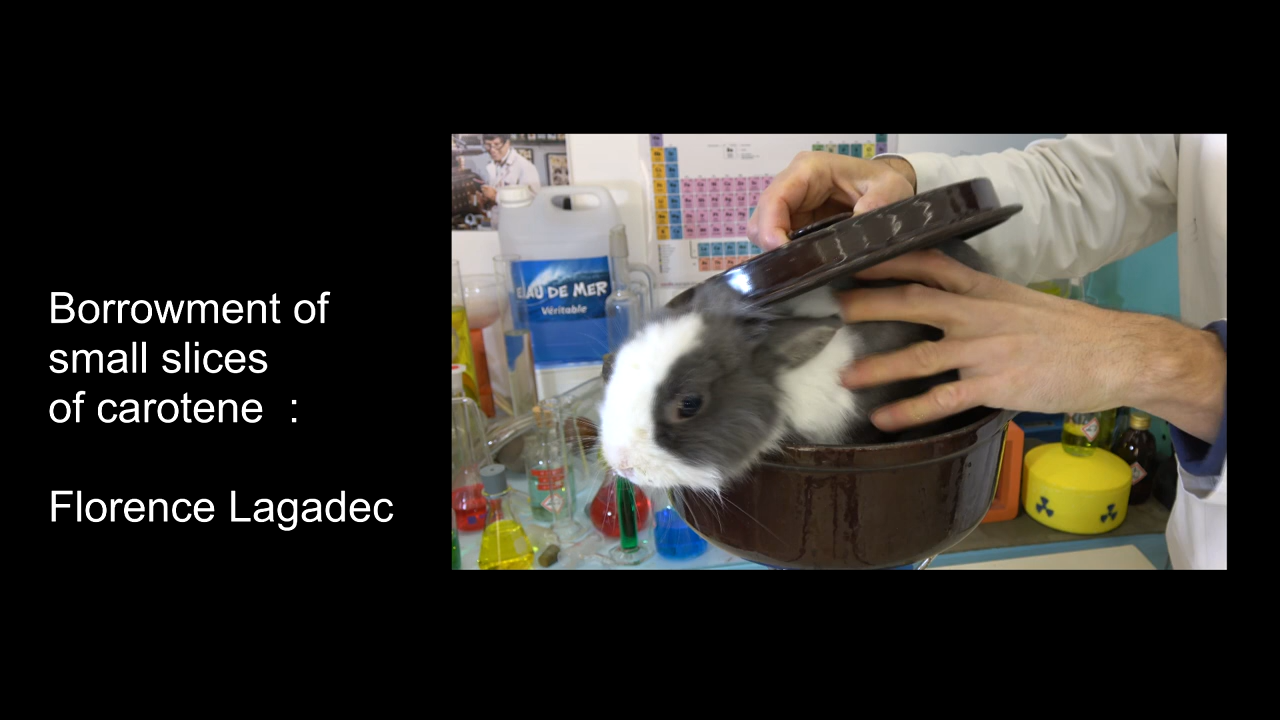 Borrowment of
small slices
of carotene :
Florence Lagadec
EAU DE MER
Véritable